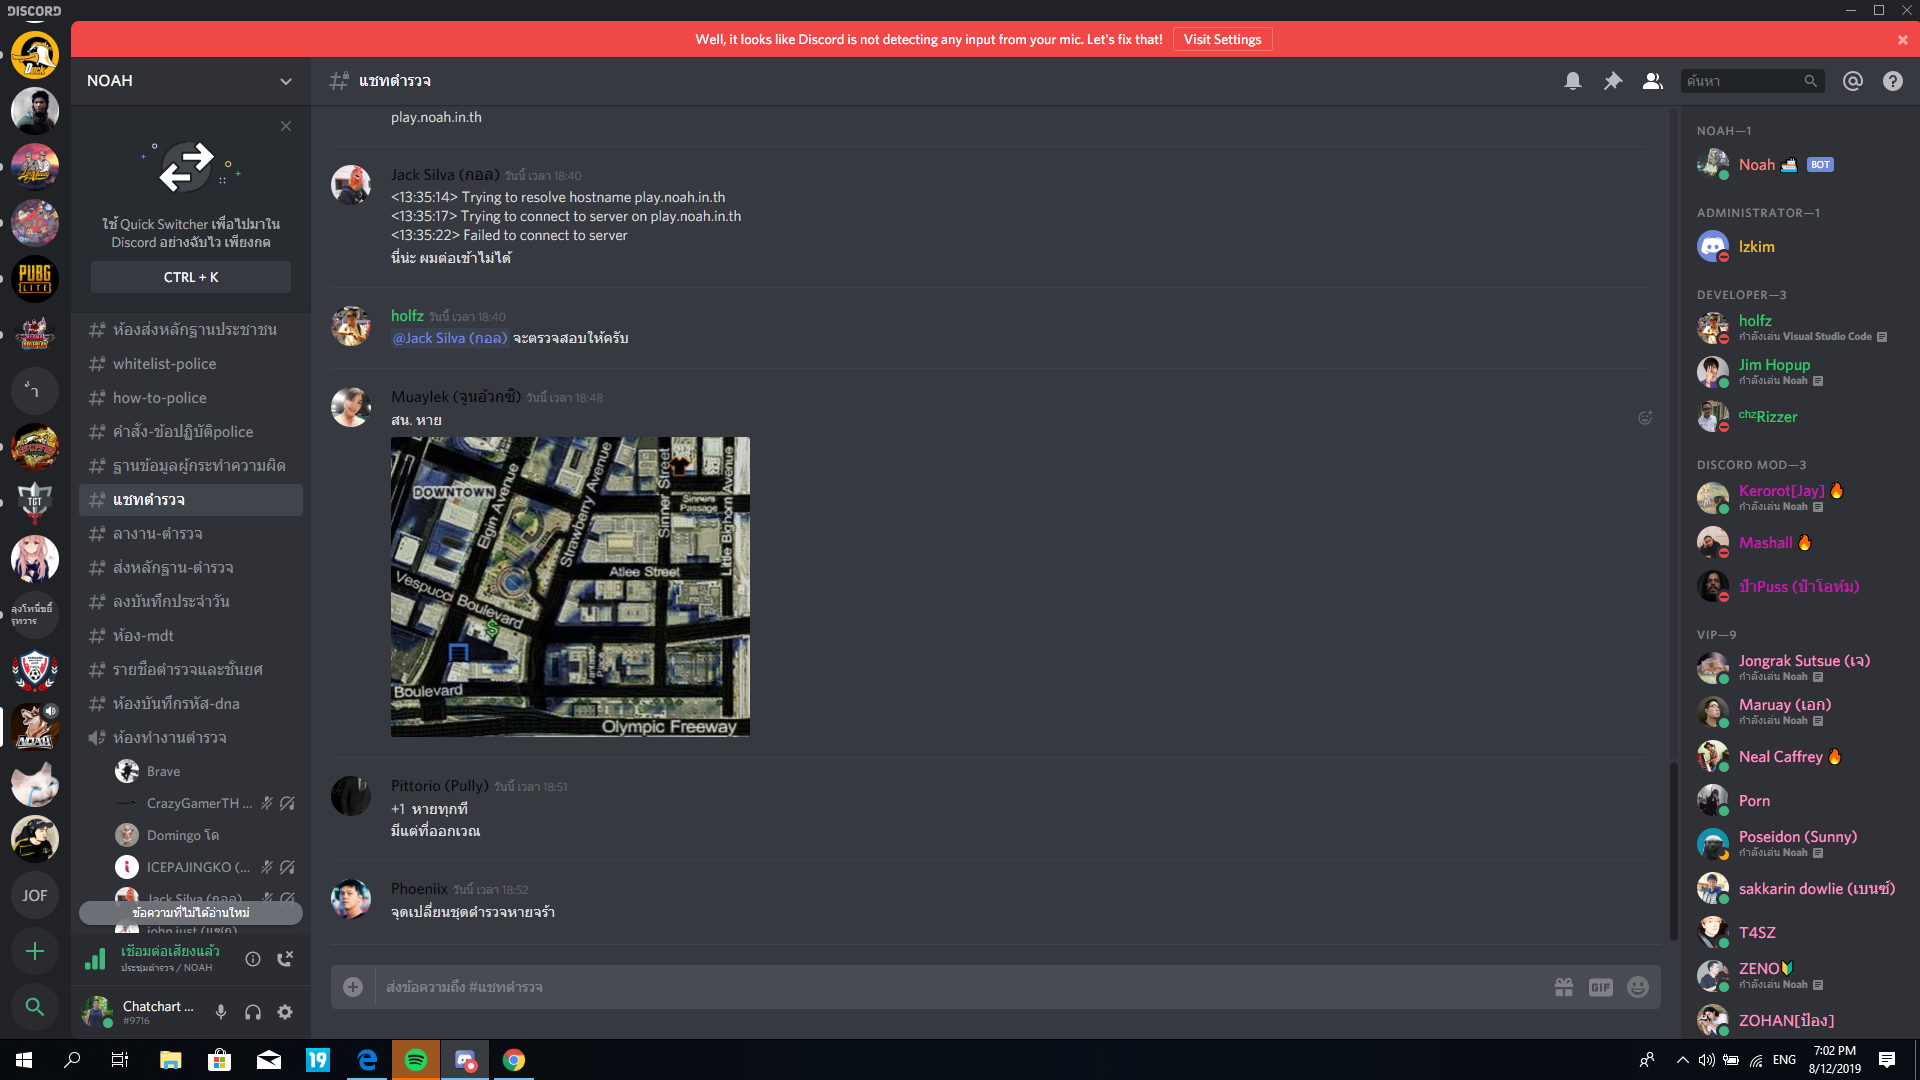 DISCORD
Well, it looks like Discord is not detecting any input from your mic. Let's fix that!
Visit Settings
NOAH
แชทตำรวจ
ค้นหา
ใช้ Quick Switcher เพื่อไปมาใน
Discord อย่างฉับไว เพียงกด
CTRL + K
ห้องส่งหลักฐานประชาชน
whitelist-police
how-to-police
คำสั่ง-ข้อปฏิบัติpolice
ฐานข้อมูลผู้กระทำความผิด
แชทตำรวจ
ลางาน-ตำรวจ
ส่งหลักฐาน-ตำรวจ
ลงบันทึกประจำวัน
ห้อง-mdt
รายชื่อตำรวจและชั้นยศ
ห้องบันทึกรหัส-dna
ห้องทำงานตำรวจ
Brave
CrazyGamerTH ...
Domingo โด
ICEPAJINGKO (...
Jack Silva (กอล)
ข้อความที่ไม่ได้อ่านใหม่
john just (แชก)
เชื่อมต่อเสียงแล้ว
ประชุมตำรวจ / NOAH
Chatchart ...
#9716
Duck
PUBG
LITE
TGT
ลุงโทนี่ขยี้
รุทวาร
NOAH
JOF
play.noah.in.th
Jack Silva (กอล) วันนี้ เวลา 18:40
<13:35:14> Trying to resolve hostname play.noah.in.th
<13:35:17> Trying to connect to server on play.noah.in.th
<13:35:22> Failed to connect to server
นี่น่ะ ผมต่อเข้าไม่ได้
holfz วันนี้ เวลา 18:40
@Jack Silva (กอล) จะตรวจสอบให้ครับ
Muaylek (จูนอ้วกซิ) วันนี้ เวลา 18:48
สน. หาย
DOWNTOWN
Elgin Avenue
Strawberry Avenue
Sinner Street
Sinners
Passage
Little Bighorn Avenue
Atlee Street
Vespucci Boulevard
Boulevard
Olympic Freeway
Pittorio (Pully) วันนี้ เวลา 18:51
+1 หายทุกที
มีแต่ที่ออกเวณ
Phoeniix วันนี้ เวลา 18:52
จุดเปลี่ยนชุดตำรวจหายจร้า
ส่งข้อความถึง #แชทตำรวจ
GIF
NOAH—1
Noah BOT
ADMINISTRATOR—1
Izkim
DEVELOPER—3
holfz
กำลังเล่น Visual Studio Code
Jim Hopup
กำลังเล่น Noah
chzRizzer
DISCORD MOD—3
Kerorot[Jay]
กำลังเล่น Noah
Mashall
ป๋าPuss (ป๋าโอห์ม)
VIP—9
Jongrak Sutsue (เจ)
กำลังเล่น Noah
Maruay (เอก)
กำลังเล่น Noah
Neal Caffrey
Porn
Poseidon (Sunny)
กำลังเล่น Noah
sakkarin dowlie (เบนซ์)
T4SZ
ZENO
กำลังเล่น Noah
ZOHAN[ป้อง]
19
ENG
7:02 PM
8/12/2019